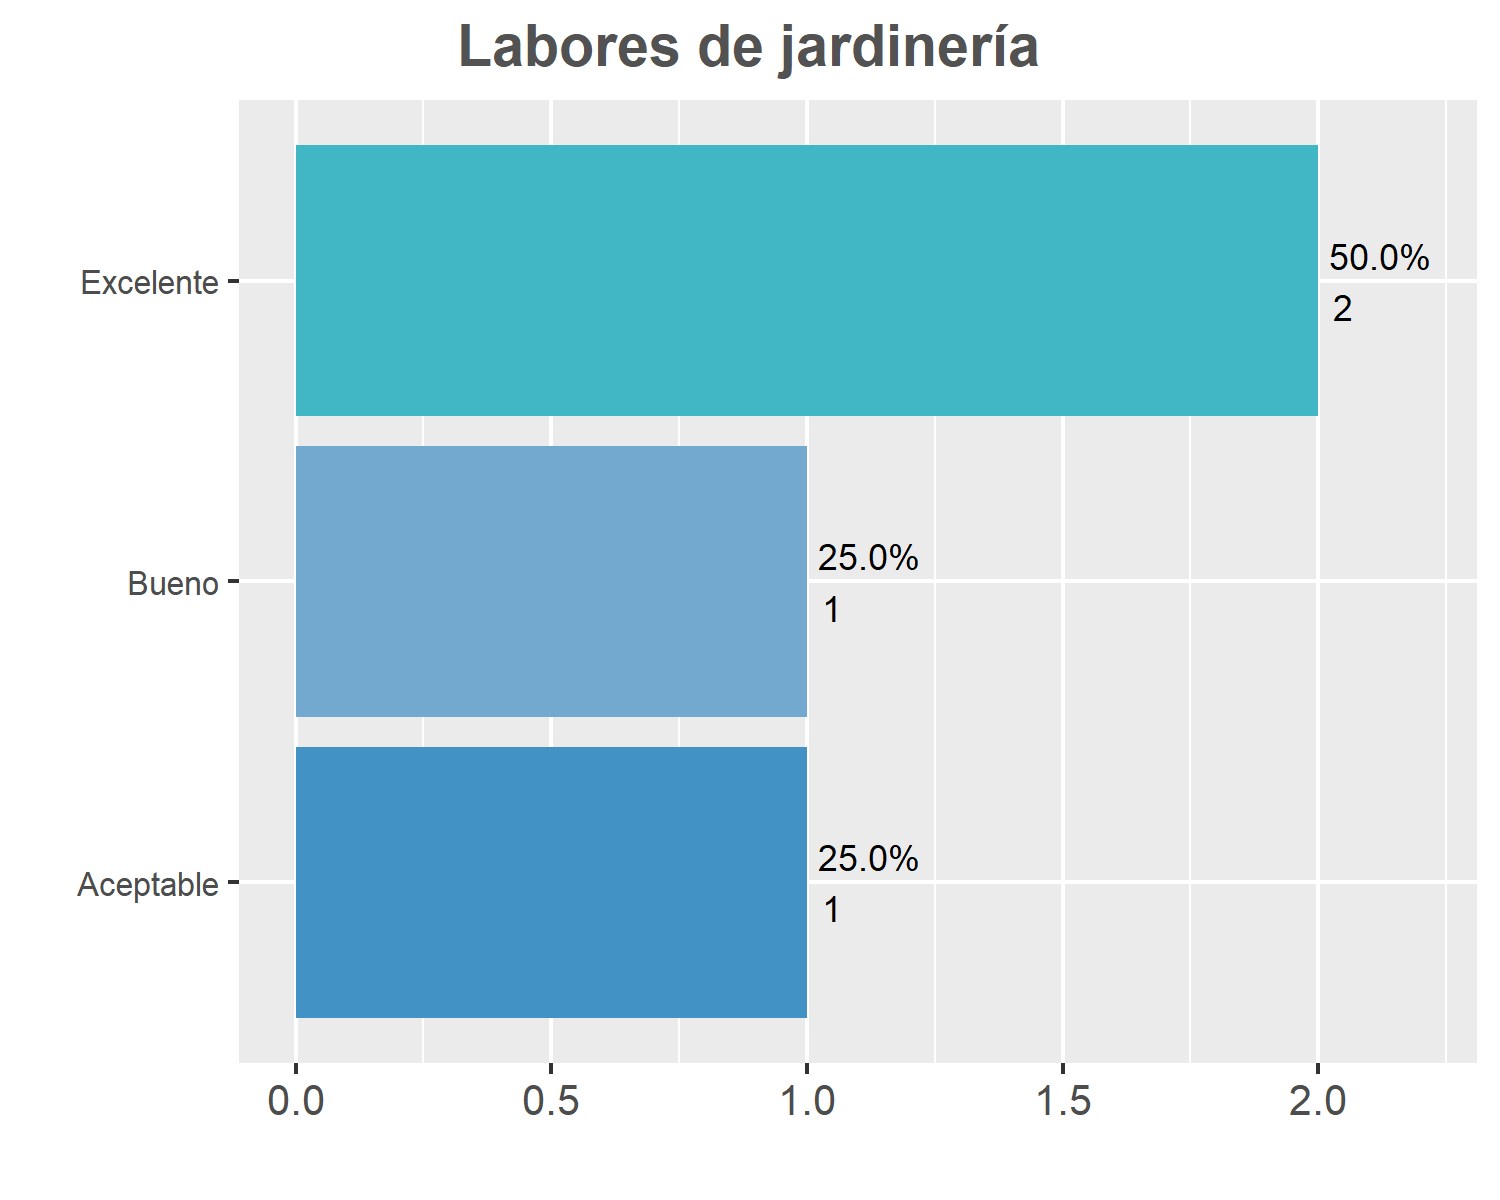 Labores de jardinería
Excelente
50.0%
2
Bueno
25.0%
1
Aceptable
25.0%
1
0.0 0.5 1.0 1.5 2.0